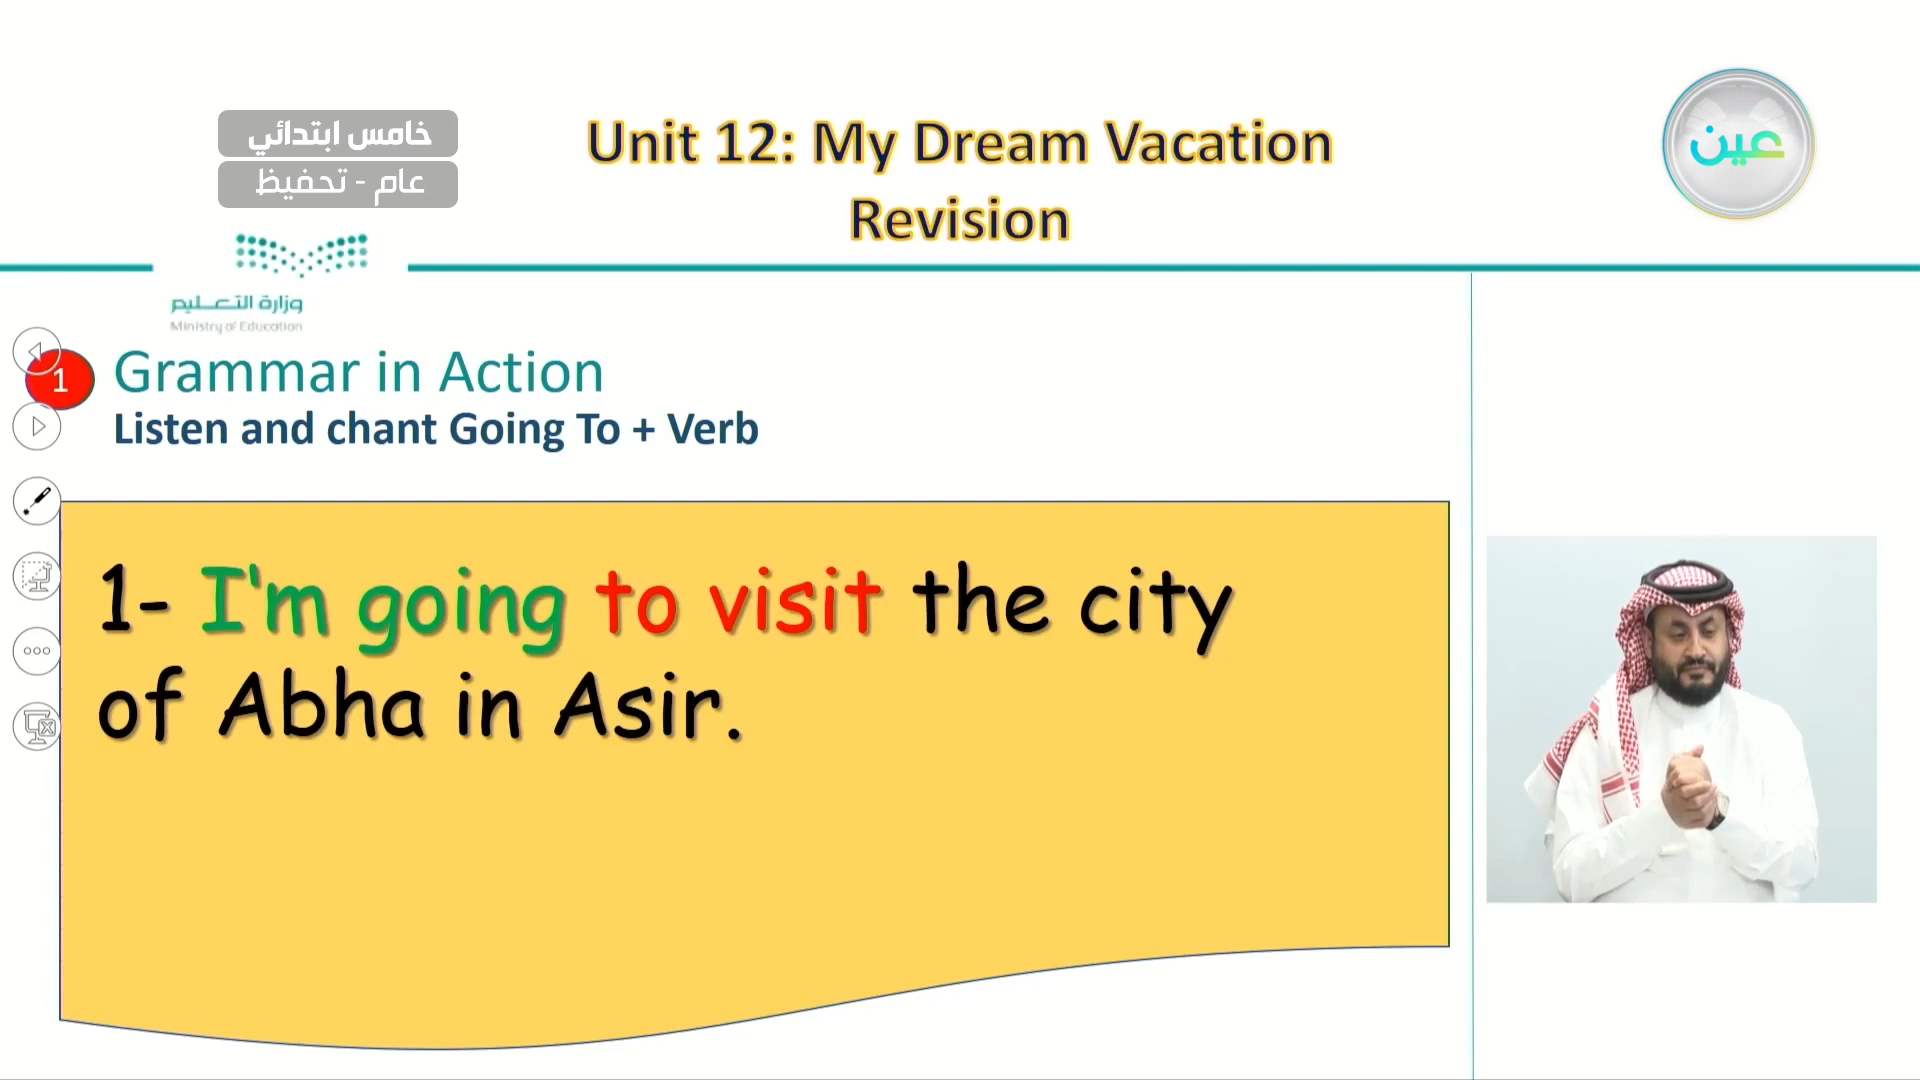 خامس ابتدائي
عام - تحفيظ
Unit 12: My Dream Vacation
Revision
عين
وزارة التعليم
Ministry of Education
1
Grammar in Action
Listen and chant Going To + Verb
1- I'm going to visit the city
of Abha in Asir.